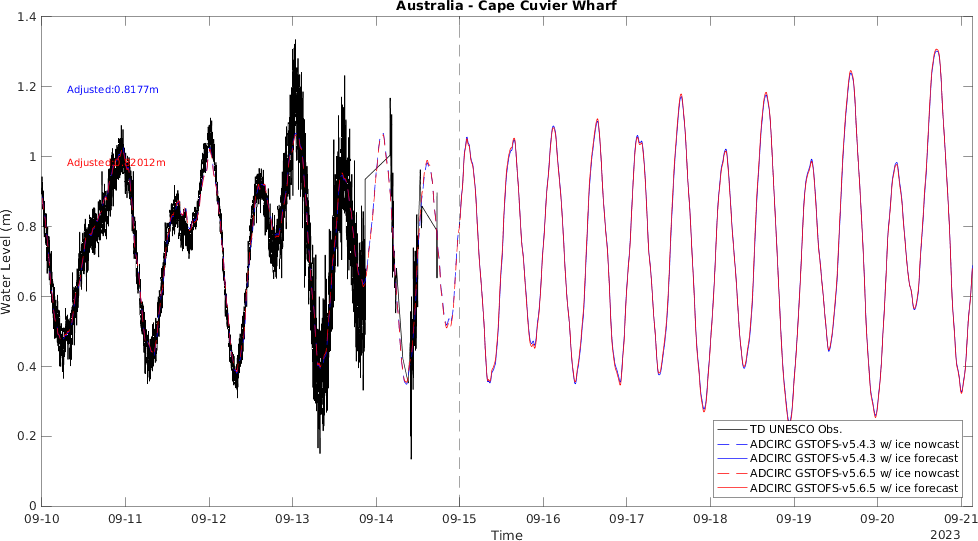 Australia - Cape Cuvier Wharf
1.4
1.2
1
0.8
0.6
0.4
0.2
0
Water Level (m)
Adjusted:0.8177m
09-10
09-11
09-12
09-13
09-14
09-15
09-16
09-17
09-18
09-19
09-20
09-21
2023
Time
TD UNESCO Obs.
ADCIRC GSTOFS-v5.4.3 w/ ice nowcast
ADCIRC GSTOFS-v5.4.3 w/ ice forecast
ADCIRC GSTOFS-v5.6.5 w/ ice nowcast
ADCIRC GSTOFS-v5.6.5 w/ ice forecast